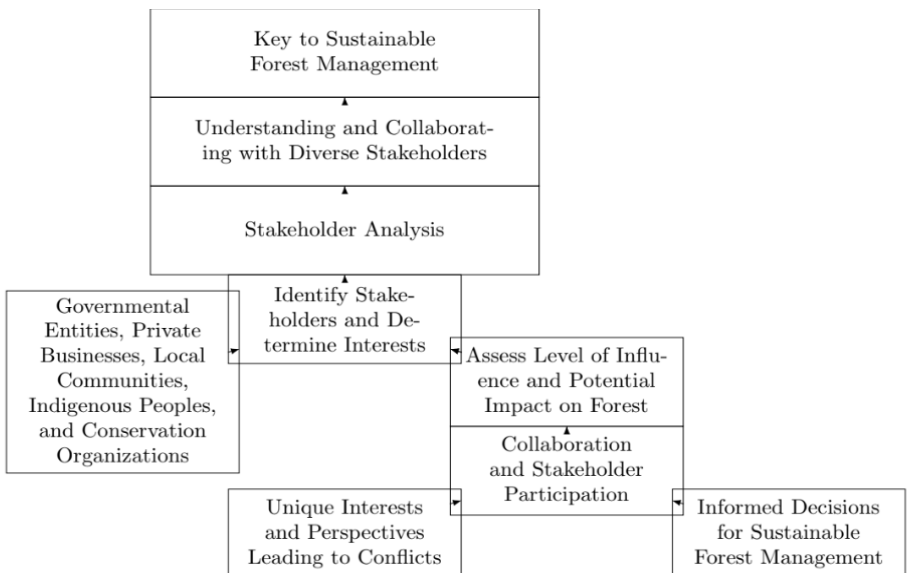 Key to Sustainable
Forest Management
Understanding and Collaborat-
ing with Diverse Stakeholders
Stakeholder Analysis
Identify Stake-
holders and De-
termine Interests
Governmental
Entities, Private
Businesses, Local
Communities,
Indigenous Peoples,
and Conservation
Organizations
Assess Level of Influ-
ence and Potential
Impact on Forest
Collaboration
and Stakeholder
Participation
Unique Interests
and Perspectives
Leading to Conflicts
Informed Decisions
for Sustainable
Forest Management